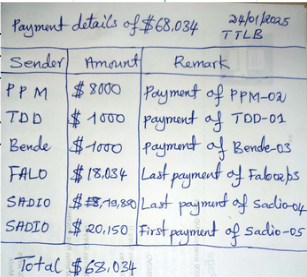 Payment details of $68.034 24/01/2025
TTLB
Sender Amount Remark
PPM $8000 Payment of PPM-02
TDD $1000 payment of TDD-01
Bende $1000 payment of Bende-03
FALO $18,034 Last payment of
SADIO $19,850 Last payment of Sadio-04
SADIO $20,150 First payment of Sadio-05
Total $68,034